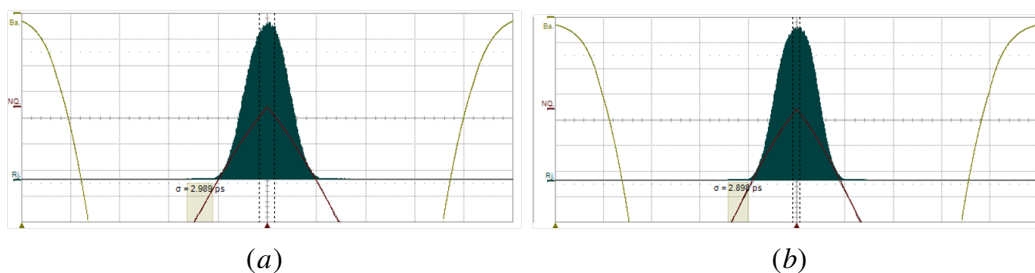 Ba.
NQ.
Rj.
σ = 2.989 ps
(a)
Ba.
NQ.
Rj.
σ = 2.898 ps
(b)